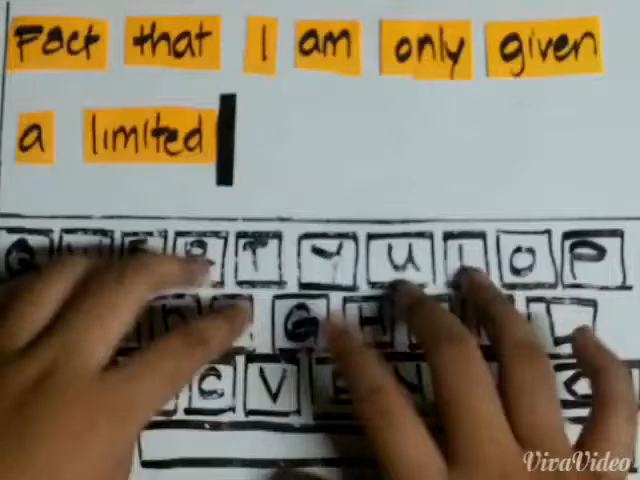 Fact that I am only given
a limited
Q W E R T Y U I O P
G H L
C V B N
VivaVideo